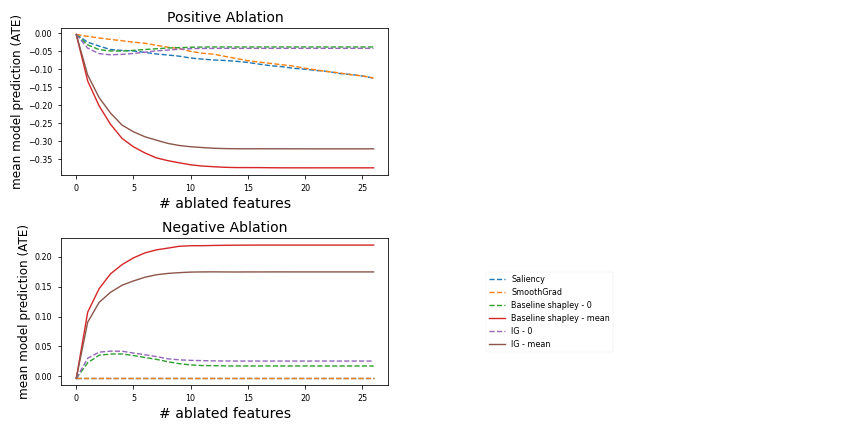 Positive Ablation
mean model prediction (ATE)
0.00
−0.05
−0.10
−0.15
−0.20
−0.25
−0.30
−0.35
0 5 10 15 20 25
# ablated features
Negative Ablation
mean model prediction (ATE)
0.20
0.15
0.10
0.05
0.00
0 5 10 15 20 25
# ablated features
Saliency
SmoothGrad
Baseline shapley - 0
Baseline shapley - mean
IG - 0
IG - mean